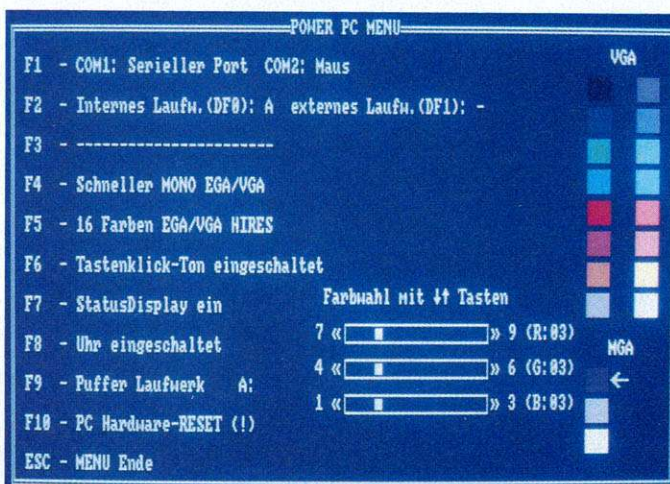 POWER PC MENU
F1 - COM1: Serieller Port COM2: Maus
F2 - Internes Laufw.(DF0): A externes Laufw.(DF1): -
F3 - -----------------------
F4 - Schneller MONO EGA/VGA
F5 - 16 Farben EGA/VGA HIRES
F6 - Tastenklick-Ton eingeschaltet
F7 - StatusDisplay ein
F8 - Uhr eingeschaltet
F9 - Puffer Laufwerk A:
F10 - PC Hardware-RESET (!)
ESC - MENU Ende
Farbwahl mit ↓↑ Tasten
7 « » 9 (R:03)
4 « » 6 (G:03)
1 « » 3 (B:03)
VGA
MGA
←